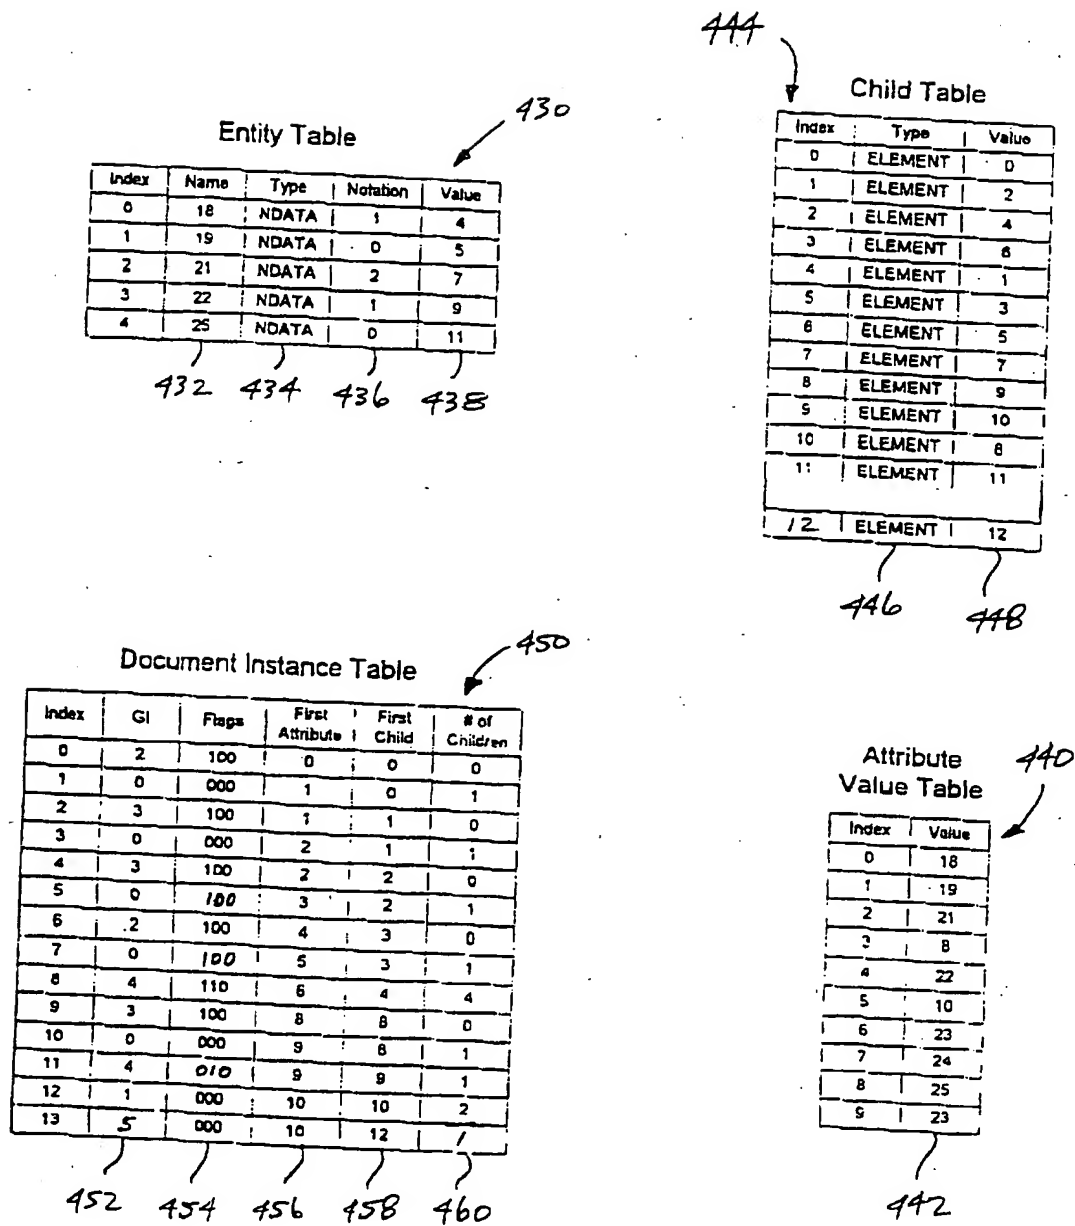 Entity Table
430
Index Name Type Notation Value
0 18 NDATA 1 4
1 19 NDATA 0 5
2 21 NDATA 2 7
3 22 NDATA 1 9
4 25 NDATA 0 11
432 434 436 438
444
Child Table
Index Type Value
0 ELEMENT 0
1 ELEMENT 2
2 ELEMENT 4
3 ELEMENT 6
4 ELEMENT 1
5 ELEMENT 3
6 ELEMENT 5
7 ELEMENT 7
8 ELEMENT 9
9 ELEMENT 10
10 ELEMENT 8
11 ELEMENT 11
12 ELEMENT 12
446 448
Document Instance Table
450
Index GI Flags First Attribute First Child # of Children
0 2 100 0 0 0
1 0 000 1 0 1
2 3 100 1 1 0
3 0 000 2 1 1
4 3 100 2 2 0
5 0 100 3 2 1
6 2 100 4 3 0
7 0 100 5 3 1
8 4 110 6 4 4
9 3 100 8 8 0
10 0 000 9 8 1
11 4 010 9 9 1
12 1 000 10 10 2
13 5 000 10 12 1
452 454 456 458 460
Attribute
Value Table
440
Index Value
0 18
1 19
2 21
3 8
4 22
5 10
6 23
7 24
8 25
9 23
442